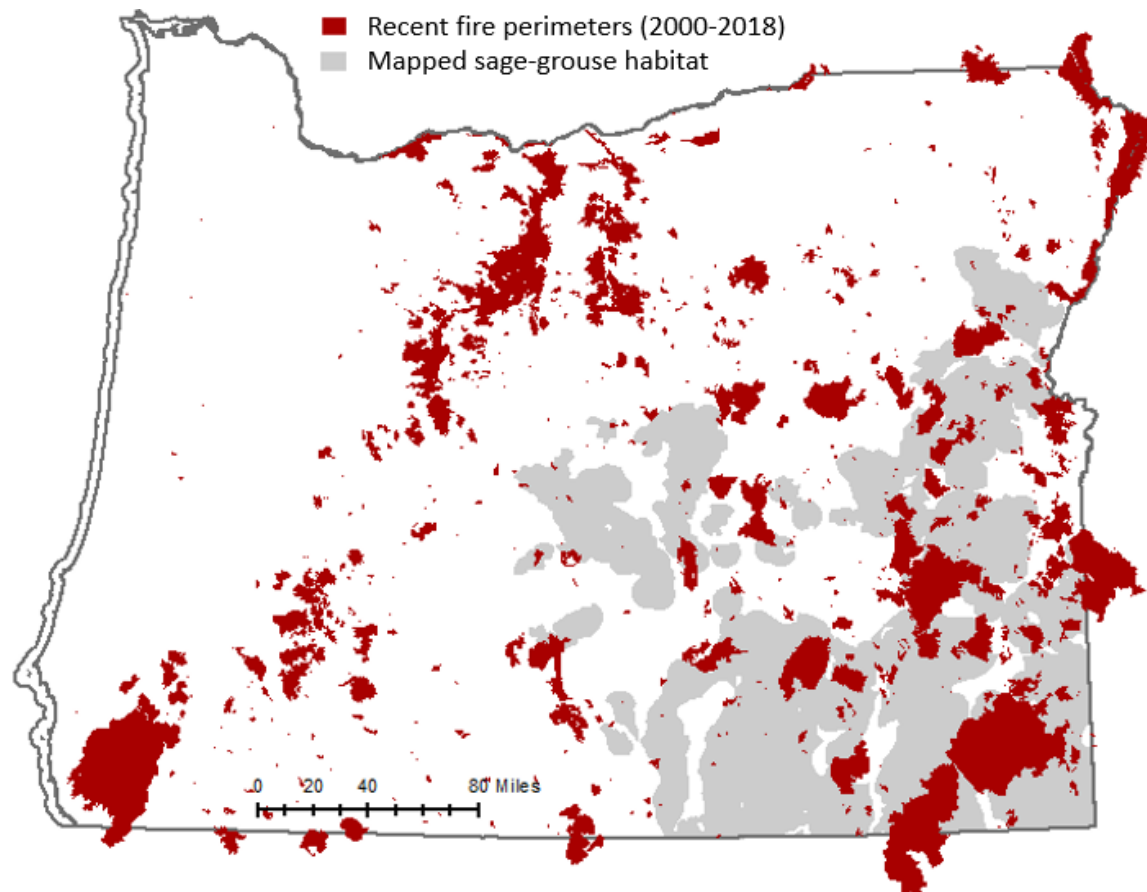 Recent fire perimeters (2000-2018)
Mapped sage-grouse habitat
0 20 40 80 Miles